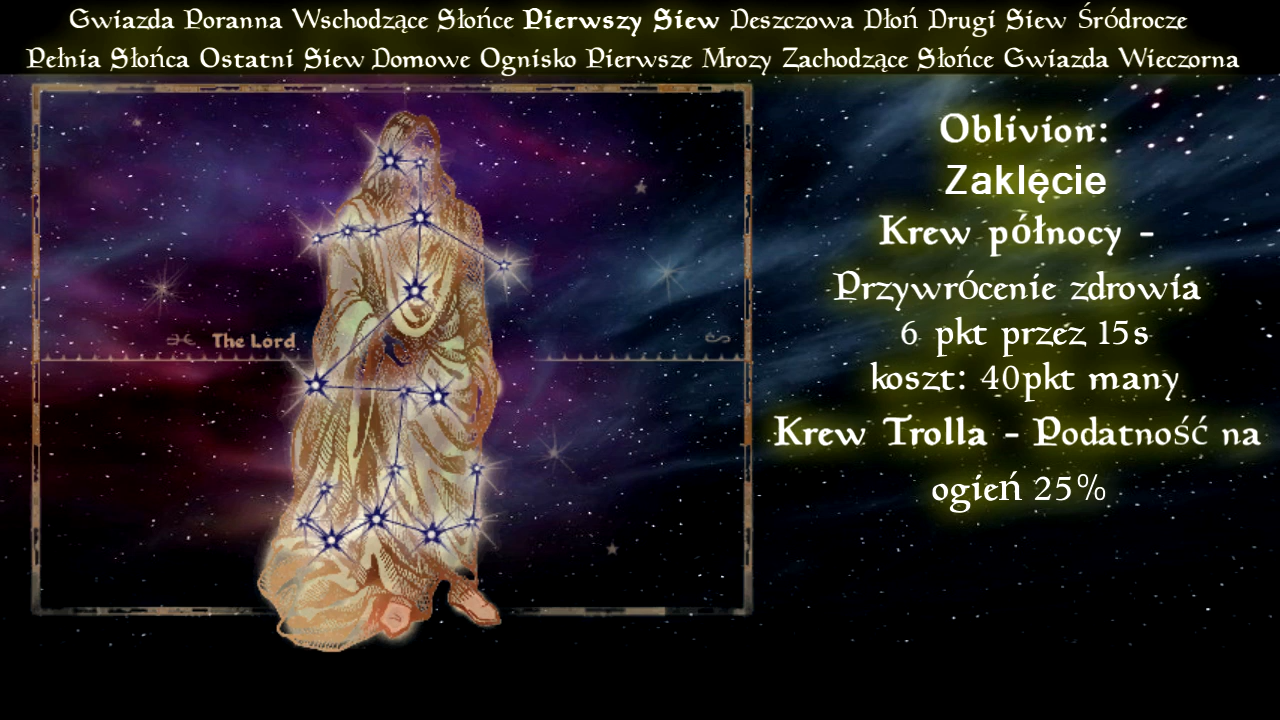 Gwiazda Poranna Wschodzące Słońce Pierwszy Siew Deszczowa Dłoń Drugi Siew Śródrocze
Pełnia Słońca Ostatni Siew Domowe Ognisko Pierwsze Mrozy Zachodzące Słońce Gwiazda Wieczorna
The Lord
Oblivion:
Zaklęcie
Krew północy -
Przywrócenie zdrowia
6 pkt przez 15s
koszt: 40pkt many
Krew Trolla - Podatność na
ogień 25%